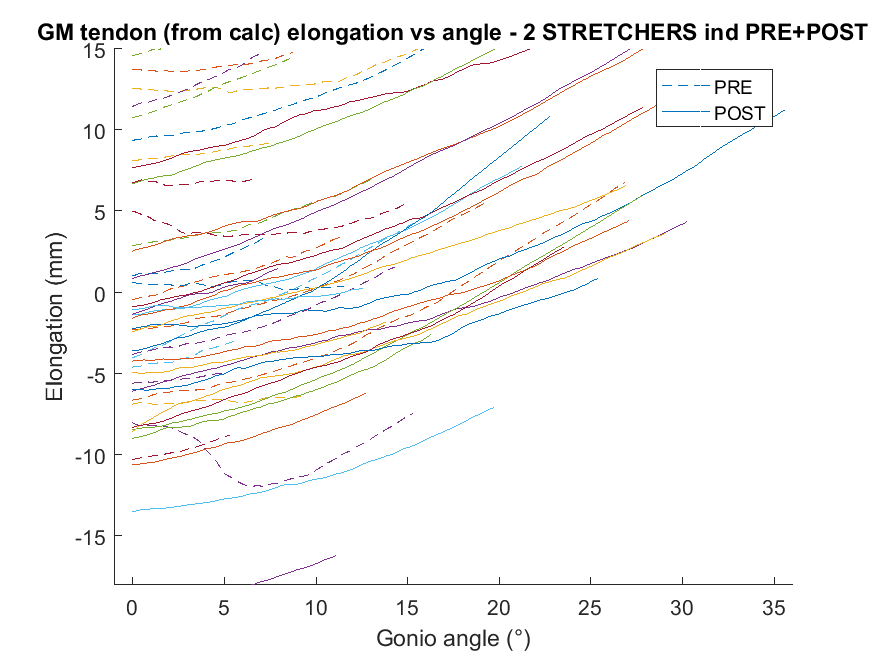 GM tendon (from calc) elongation vs angle - 2 STRETCHERS ind PRE+POST
15
10
5
0
-5
-10
-15
Elongation (mm)
PRE
POST
0 5 10 15 20 25 30 35
Gonio angle (°)